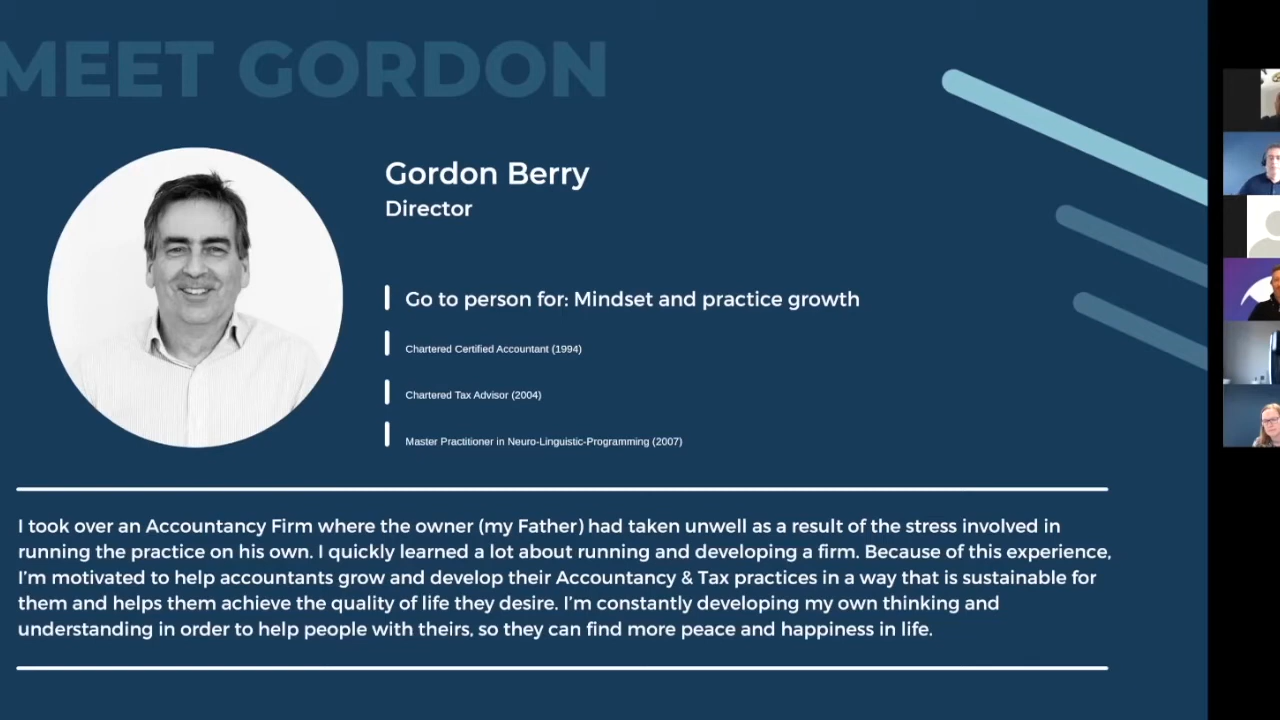 MEET GORDON
Gordon Berry
Director
Go to person for: Mindset and practice growth
Chartered Certified Accountant (1994)
Chartered Tax Advisor (2004)
Master Practitioner in Neuro-Linguistic-Programming (2007)
I took over an Accountancy Firm where the owner (my Father) had taken unwell as a result of the stress involved in
running the practice on his own. I quickly learned a lot about running and developing a firm. Because of this experience,
I'm motivated to help accountants grow and develop their Accountancy & Tax practices in a way that is sustainable for
them and helps them achieve the quality of life they desire. I'm constantly developing my own thinking and
understanding in order to help people with theirs, so they can find more peace and happiness in life.